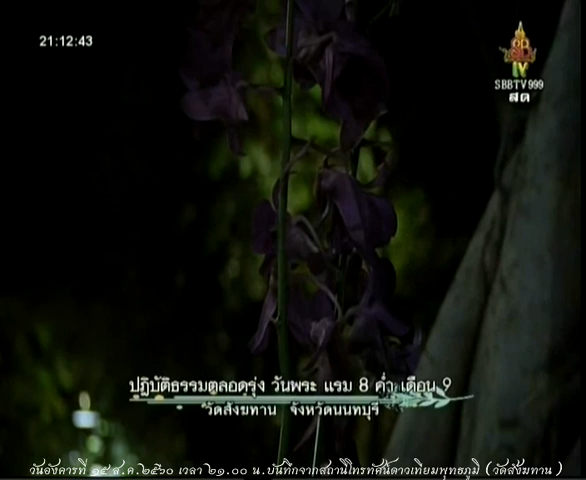 21:12:43
SBBTV999
สด
ปฏิบัติธรรมตลอดรุ่ง วันพระ แรม 8 ค่ำ เดือน 9
วัดสังฆทาน จังหวัดนนทบุรี
วันอังคารที่ ๑๕ ส.ค.๒๕๖๐ เวลา ๒๑.๐๐ น.บันทึกจากสถานีโทรทัศน์ดาวเทียมพุทธภูมิ (วัดสังฆทาน)